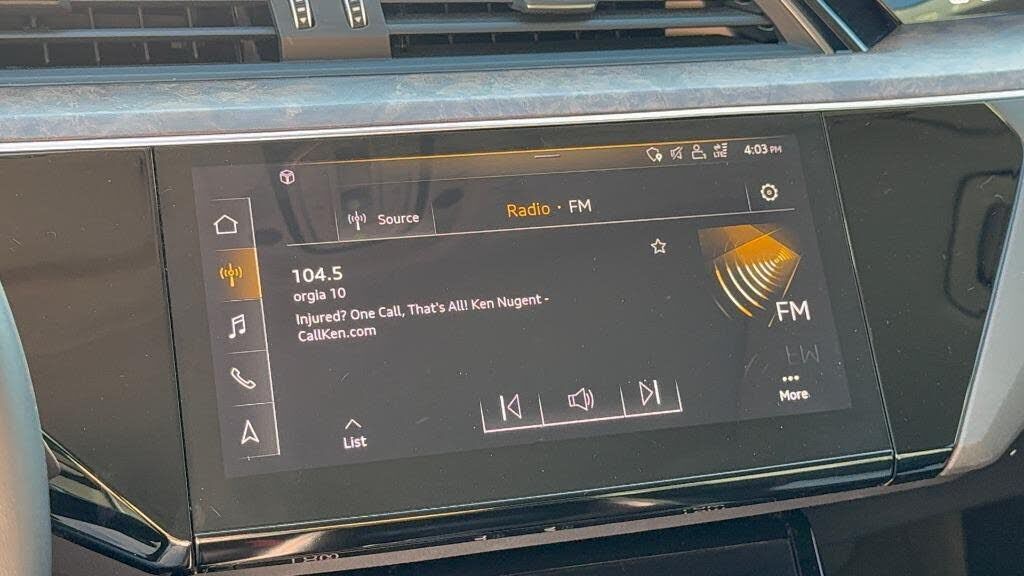 4:03 PM
Source
Radio · FM
104.5
orgia 10
Injured? One Call, That's All! Ken Nugent -
CallKen.com
FM
More
List